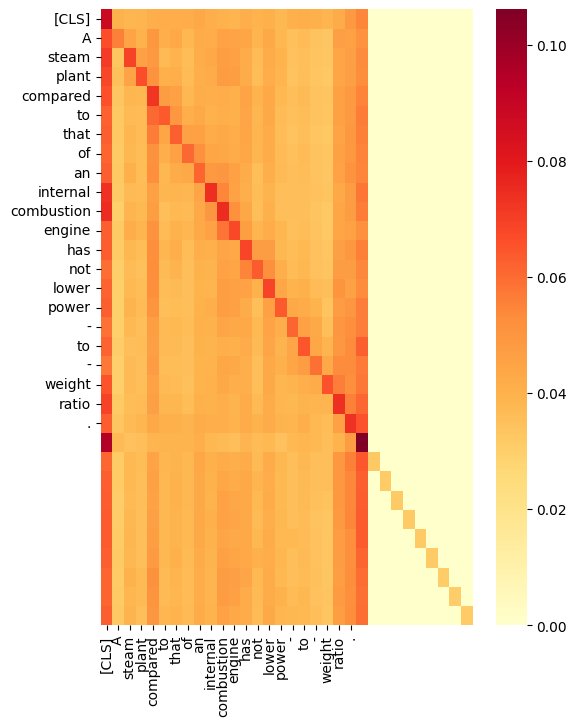 [CLS]
A
steam
plant
compared
to
that
of
an
internal
combustion
engine
has
not
lower
power
-
to
-
weight
ratio
.
[CLS]
A
steam
plant
compared
to
that
of
an
internal
combustion
engine
has
not
lower
power
-
to
-
weight
ratio
.
0.10
0.08
0.06
0.04
0.02
0.00